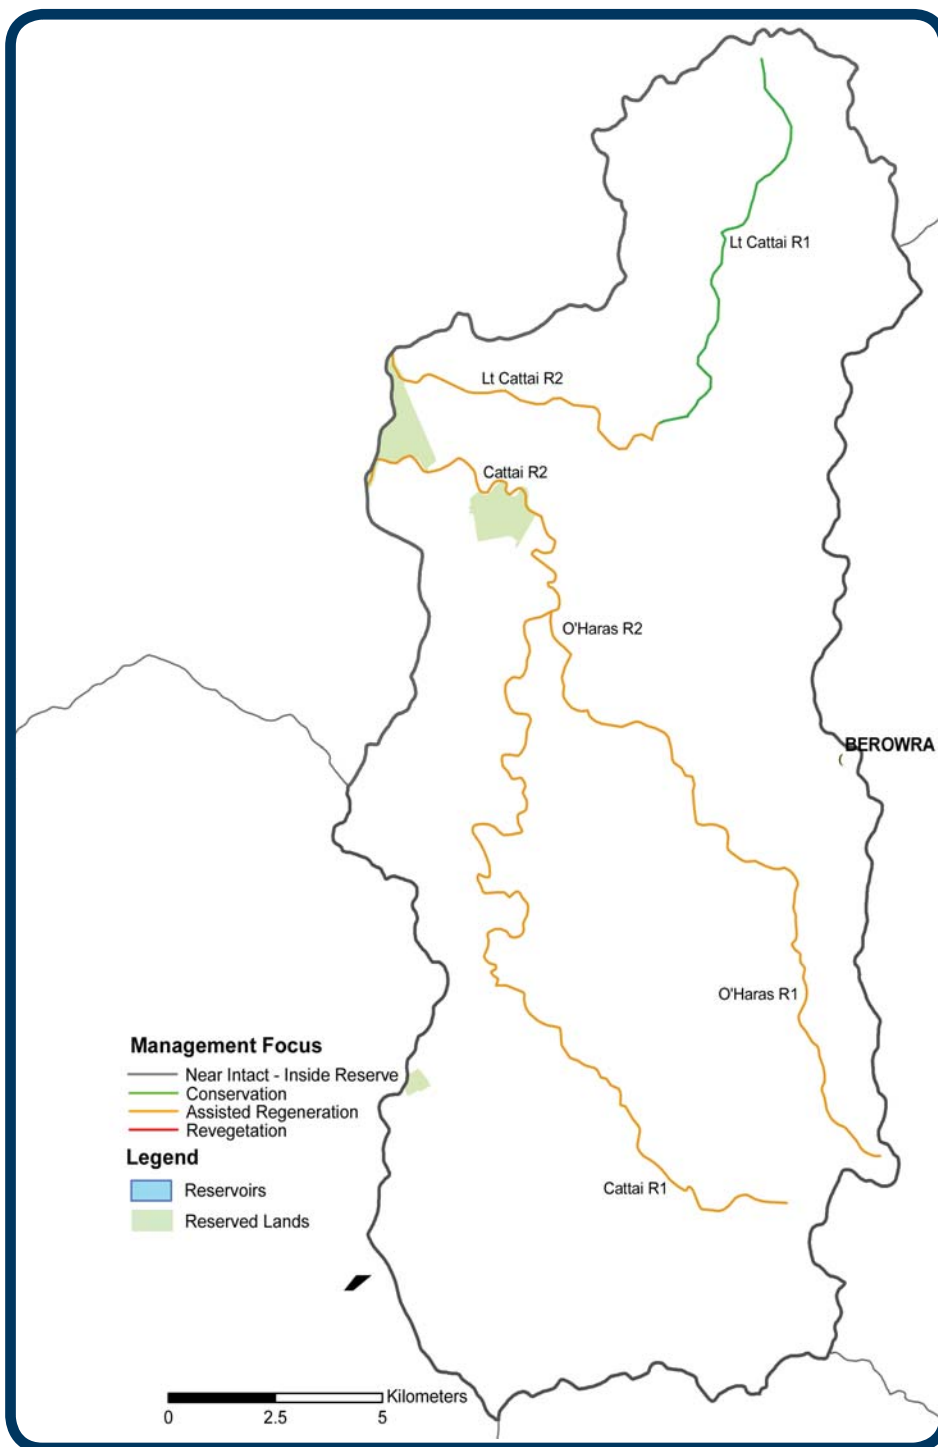 Lt Cattai R1
Lt Cattai R2
Cattai R2
O'Haras R2
BEROWRA
O'Haras R1
Cattai R1
Management Focus
Near Intact - Inside Reserve
Conservation
Assisted Regeneration
Revegetation
Legend
Reservoirs
Reserved Lands
Kilometers
0 2.5 5